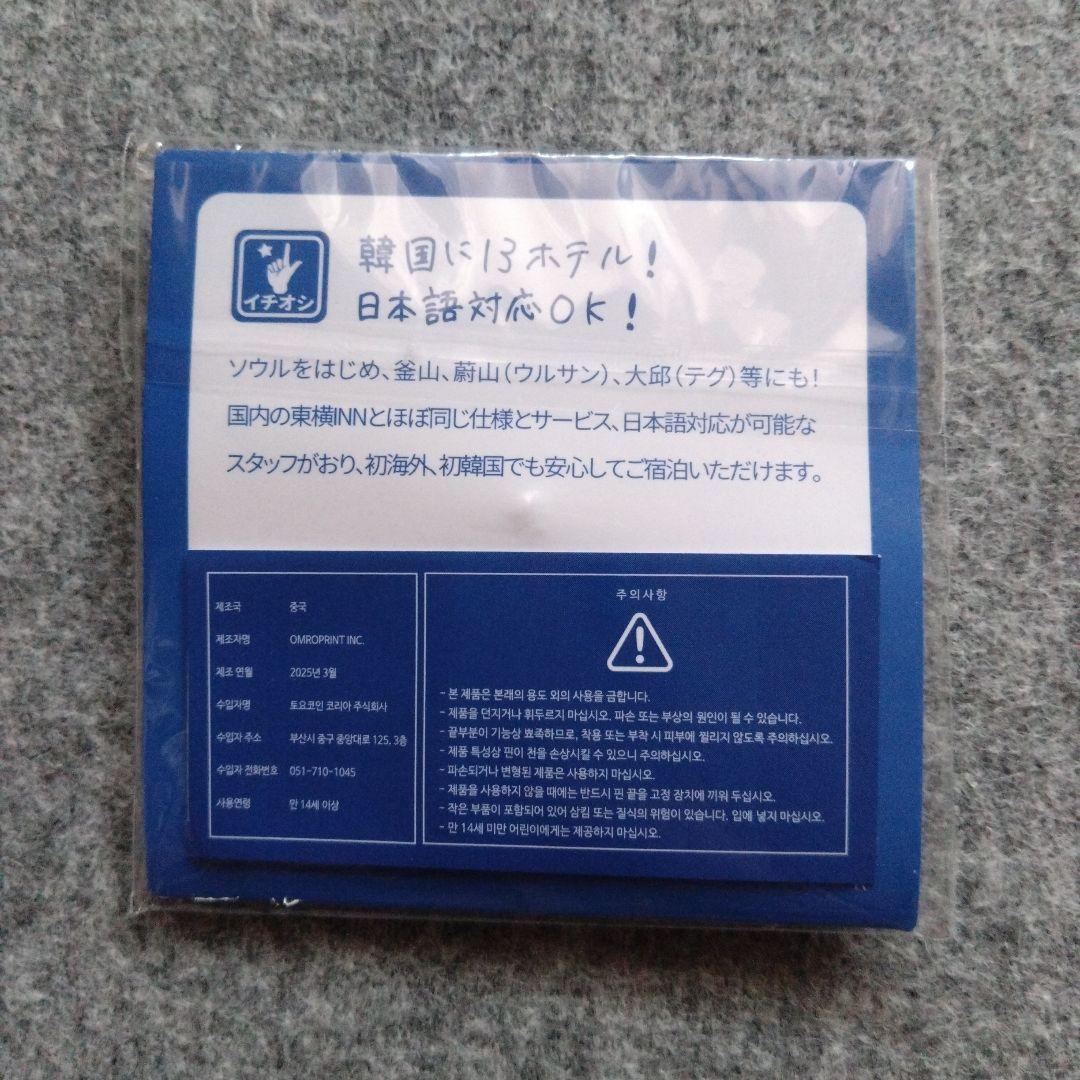 イチオシ
韓国に13ホテル！
日本語対応OK！
ソウルをはじめ、釜山、蔚山（ウルサン）、大邱（テグ）等にも！
国内の東横INNとほぼ同じ仕様とサービス、日本語対応が可能な
スタッフがおり、初海外、初韓国でも安心してご宿泊いただけます。
제조국 중국
제조자명 OMROPRINT INC.
제조 연월 2025년 3월
수입자명 토요코인 코리아 주식회사
수입자 주소 부산시 중구 중앙대로 125, 3층
수입자 전화번호 051-710-1045
사용연령 만 14세 이상
주의사항
- 본 제품은 본래의 용도 외의 사용을 금합니다.
- 제품을 던지거나 휘두르지 마십시오. 파손 또는 부상의 원인이 될 수 있습니다.
- 끝부분이 기능상 뾰족하므로, 착용 또는 부착 시 피부에 찔리지 않도록 주의하십시오.
- 제품 특성상 핀이 천을 손상시킬 수 있으니 주의하십시오.
- 파손되거나 변형된 제품은 사용하지 마십시오.
- 제품을 사용하지 않을 때에는 반드시 핀 끝을 고정 장치에 끼워 두십시오.
- 작은 부품이 포함되어 있어 삼킴 또는 질식의 위험이 있습니다. 입에 넣지 마십시오.
- 만 14세 미만 어린이에게는 제공하지 마십시오.